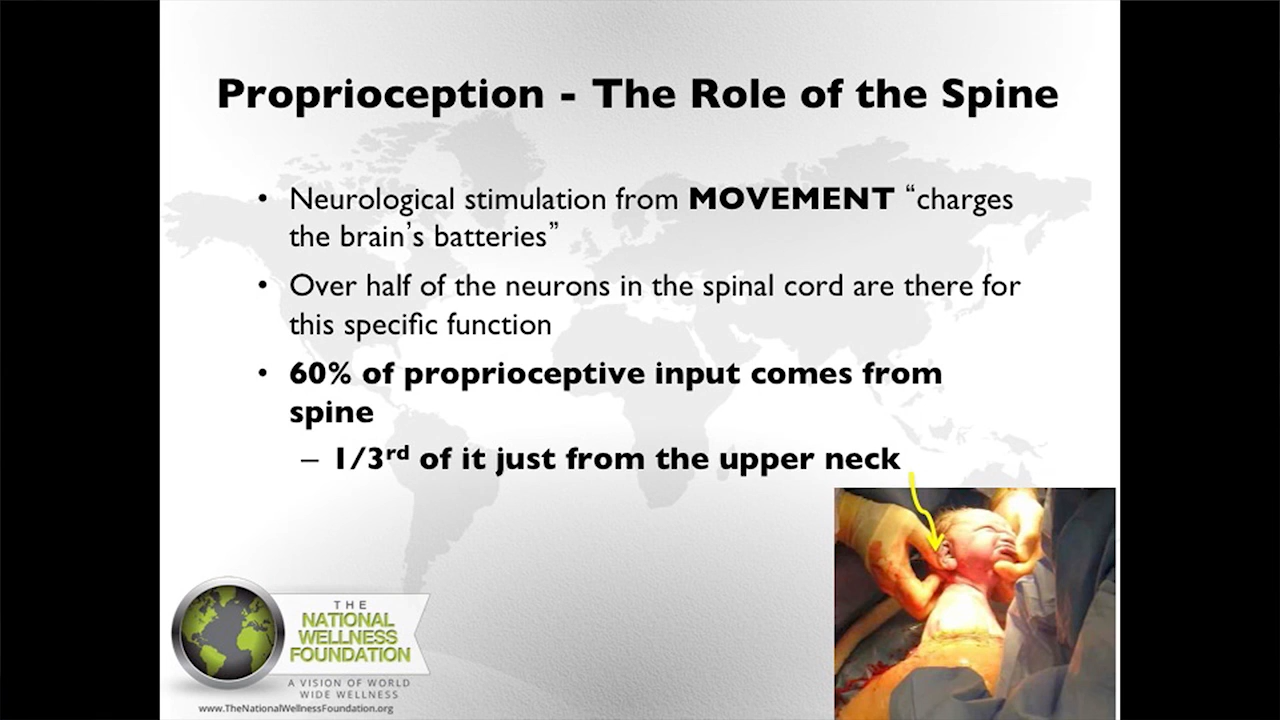 Proprioception - The Role of the Spine
• Neurological stimulation from MOVEMENT “charges
the brain’s batteries”
• Over half of the neurons in the spinal cord are there for
this specific function
• 60% of proprioceptive input comes from
spine
– 1/3rd of it just from the upper neck
THE
NATIONAL
WELLNESS
FOUNDATION
A VISION OF WORLD
WIDE WELLNESS
www.TheNationalWellnessFoundation.org